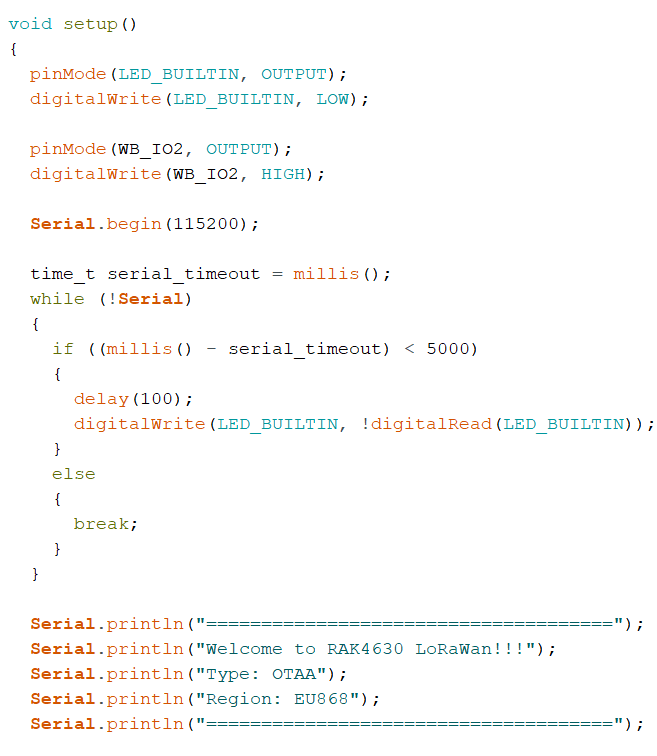 void setup()
{
  pinMode(LED_BUILTIN, OUTPUT);
  digitalWrite(LED_BUILTIN, LOW);

  pinMode(WB_IO2, OUTPUT);
  digitalWrite(WB_IO2, HIGH);

  Serial.begin(115200);

  time_t serial_timeout = millis();
  while (!Serial)
  {
    if ((millis() - serial_timeout) < 5000)
    {
      delay(100);
      digitalWrite(LED_BUILTIN, !digitalRead(LED_BUILTIN));
    }
    else
    {
      break;
    }
  }

  Serial.println("=====================================");
  Serial.println("Welcome to RAK4630 LoRaWan!!!");
  Serial.println("Type: OTAA");
  Serial.println("Region: EU868");
  Serial.println("=====================================");